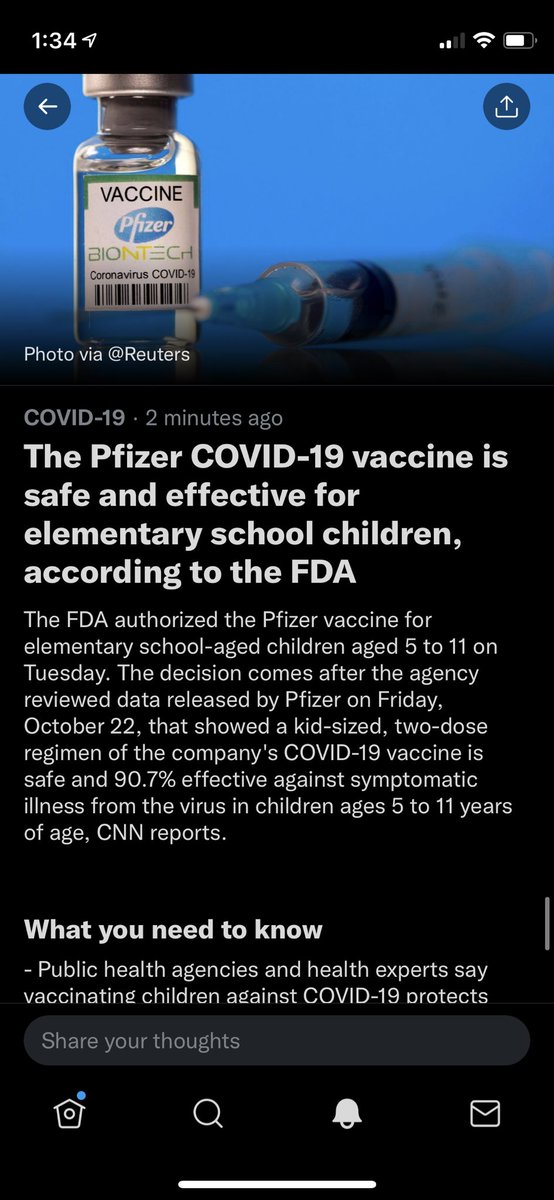 1:34
VACCINE
Pfizer
BIONTECH
Coronavirus COVID-19
Photo via @Reuters
COVID-19 · 2 minutes ago
The Pfizer COVID-19 vaccine is
safe and effective for
elementary school children,
according to the FDA
The FDA authorized the Pfizer vaccine for
elementary school-aged children aged 5 to 11 on
Tuesday. The decision comes after the agency
reviewed data released by Pfizer on Friday,
October 22, that showed a kid-sized, two-dose
regimen of the company's COVID-19 vaccine is
safe and 90.7% effective against symptomatic
illness from the virus in children ages 5 to 11 years
of age, CNN reports.
What you need to know
- Public health agencies and health experts say
vaccinating children against COVID-19 protects
Share your thoughts